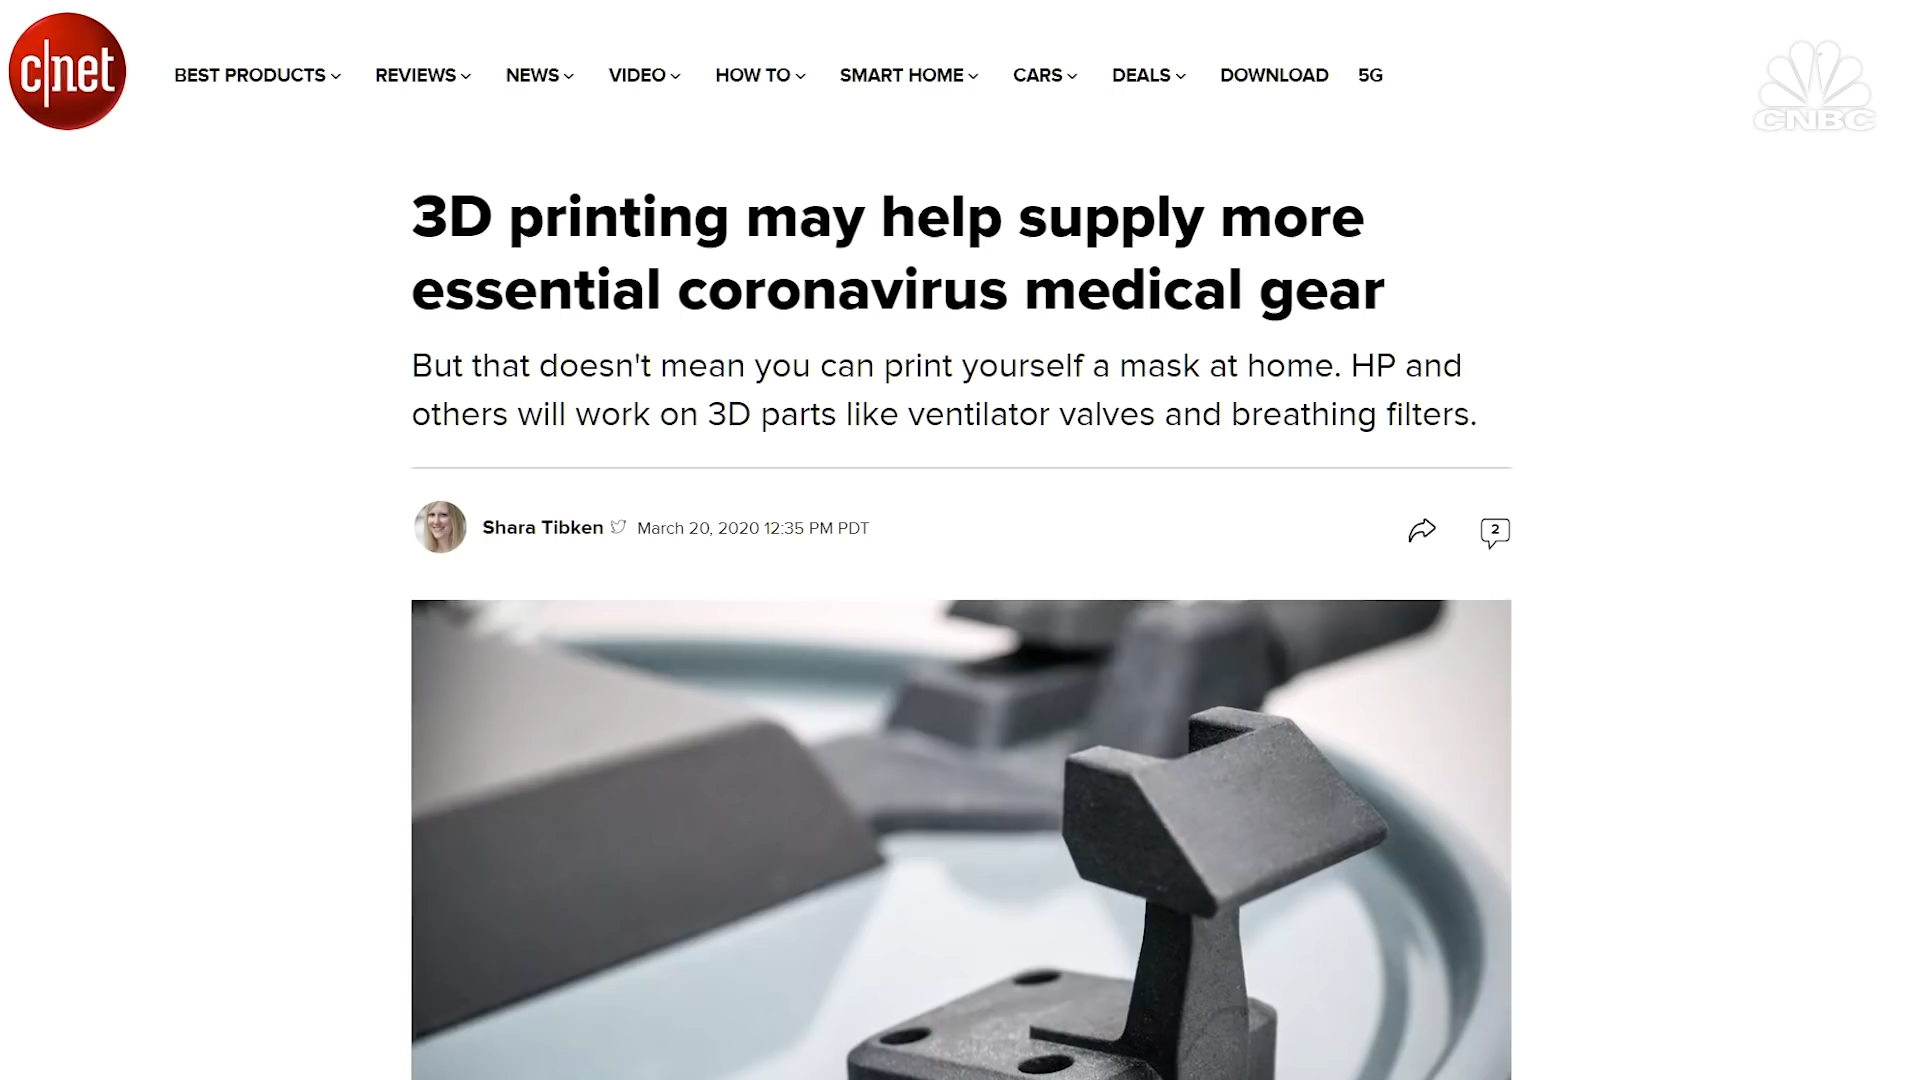 c|net
BEST PRODUCTS REVIEWS NEWS VIDEO HOW TO SMART HOME CARS DEALS DOWNLOAD 5G
CNBC
3D printing may help supply more
essential coronavirus medical gear
But that doesn't mean you can print yourself a mask at home. HP and
others will work on 3D parts like ventilator valves and breathing filters.
Shara Tibken March 20, 2020 12:35 PM PDT
2